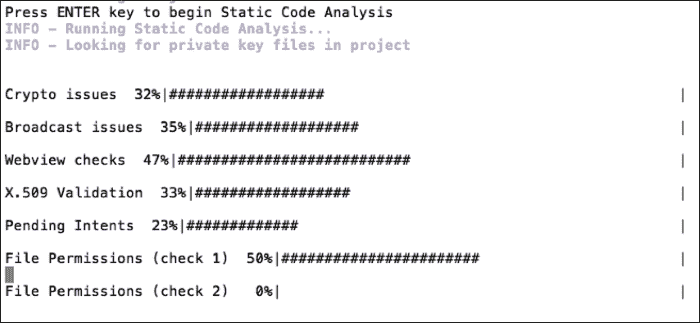 Press ENTER key to begin Static Code Analysis
INFO - Running Static Code Analysis...
INFO - Looking for private key files in project
Crypto issues  32%|##################                                         |
Broadcast issues  35%|###################                                     |
Webview checks  47%|###########################                               |
X.509 Validation  33%|##################                                      |
Pending Intents  23%|#############                                            |
File Permissions (check 1)  50%|#######################                       |
File Permissions (check 2)   0%|                                              |